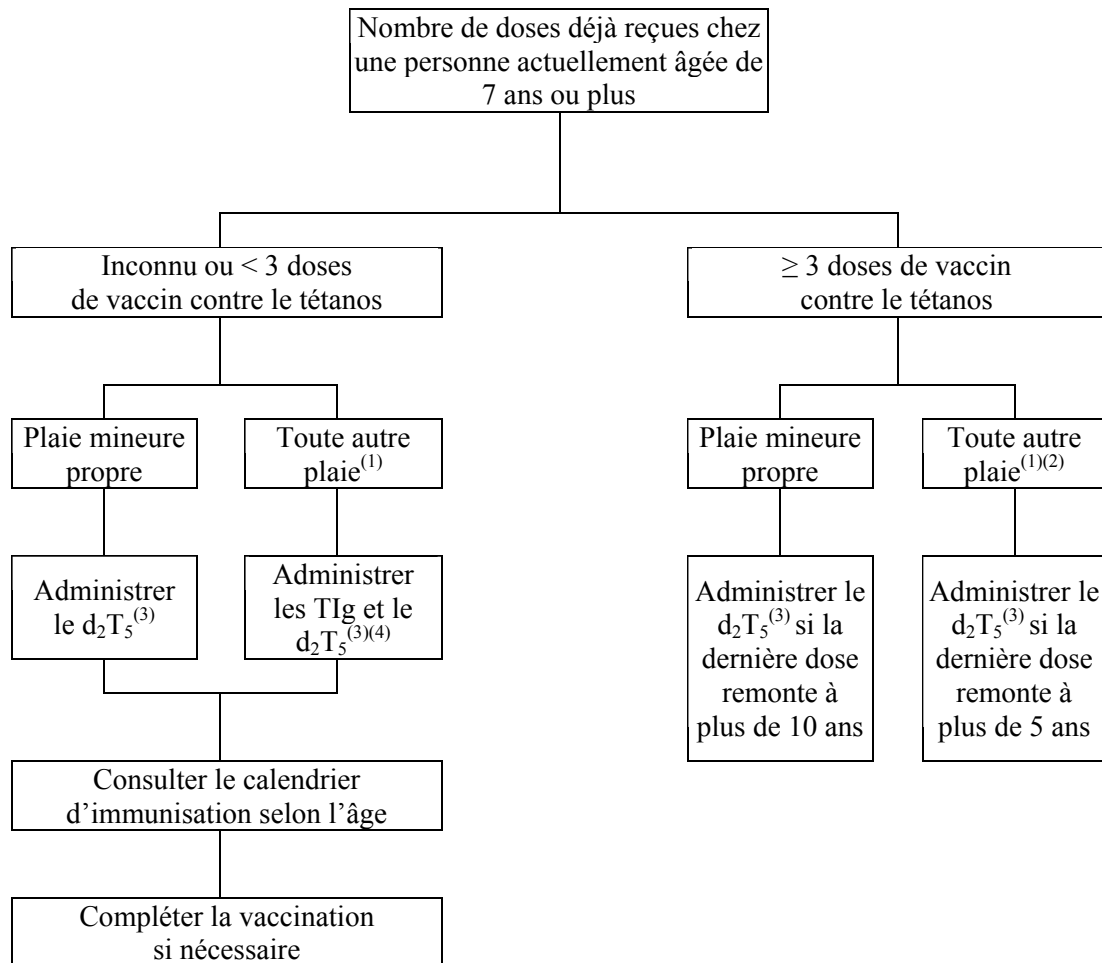 Nombre de doses déjà reçues chez
une personne actuellement âgée de
7 ans ou plus
Inconnu ou < 3 doses
de vaccin contre le tétanos
≥ 3 doses de vaccin
contre le tétanos
Plaie mineure
propre
Toute autre
plaie(1)
Plaie mineure
propre
Toute autre
plaie(1)(2)
Administrer
le d₂T₅(3)
Administrer
les TIg et le
d₂T₅(3)(4)
Administrer le
d₂T₅(3) si la
dernière dose
remonte à
plus de 10 ans
Administrer le
d₂T₅(3) si la
dernière dose
remonte à
plus de 5 ans
Consulter le calendrier
d’immunisation selon l’âge
Compléter la vaccination
si nécessaire